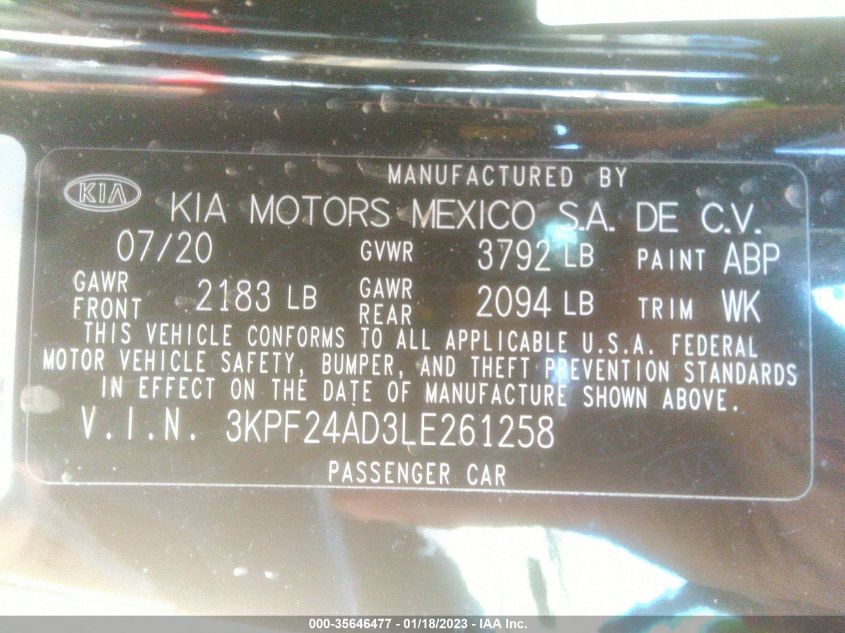 MANUFACTURED BY
KIA KIA MOTORS MEXICO S.A. DE C.V.
07/20 GVWR 3792 LB PAINT ABP
GAWR FRONT 2183 LB GAWR REAR 2094 LB TRIM WK
THIS VEHICLE CONFORMS TO ALL APPLICABLE U.S.A. FEDERAL
MOTOR VEHICLE SAFETY, BUMPER, AND THEFT PREVENTION STANDARDS
IN EFFECT ON THE DATE OF MANUFACTURE SHOWN ABOVE.
V.I.N. 3KPF24AD3LE261258
PASSENGER CAR
000-35646477 - 01/18/2023 - IAA Inc.